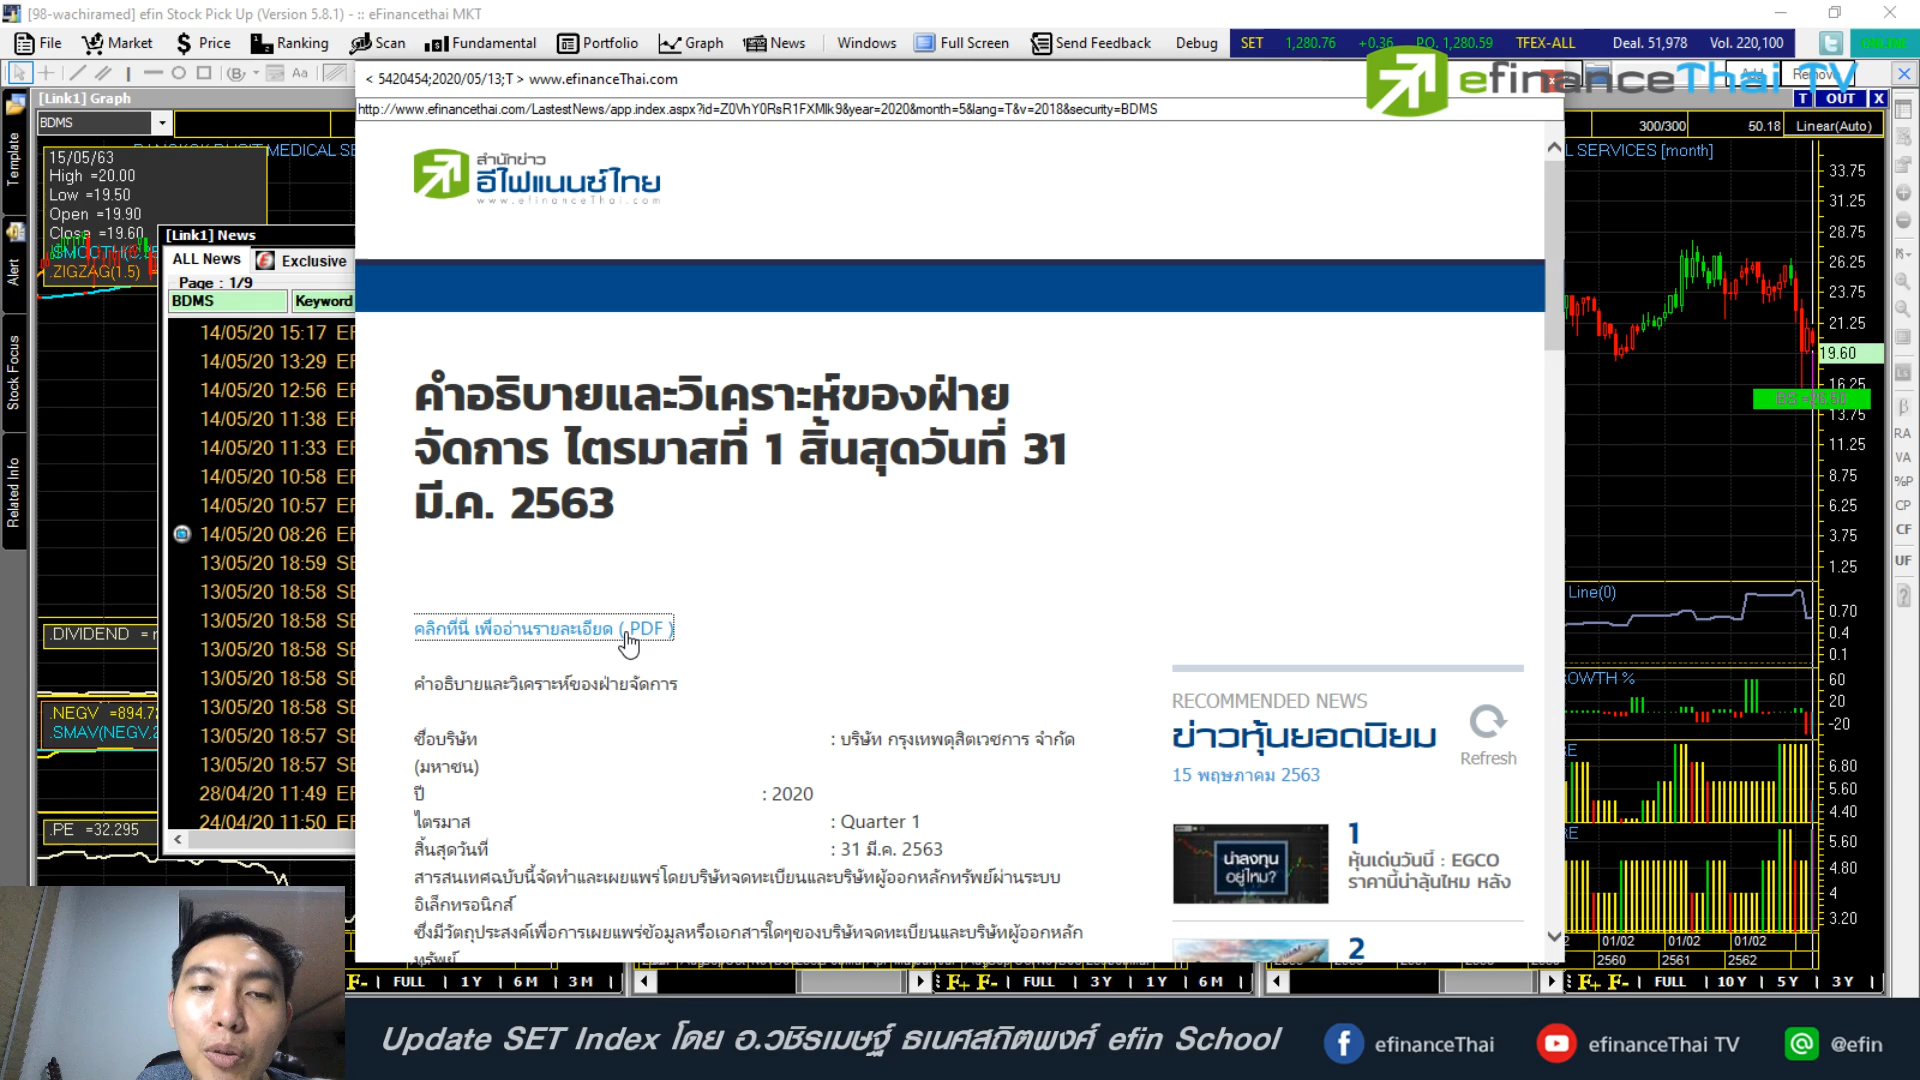 [98-wachiramed] efin Stock Pick Up (Version 5.8.1) - :: eFinancethai MKT
File Market Price Ranking Scan Fundamental Portfolio Graph News Windows Full Screen Send Feedback Debug
SET 1,280.76 +0.36 PO. 1,280.59 TFEX-ALL Deal. 51,978 Vol. 220,100
efinanceThai TV
Remove
[Link1] Graph
< 5420454;2020/05/13;T > www.efinanceThai.com
T OUT X
BDMS
http://www.efinancethai.com/LastestNews/app.index.aspx?id=Z0VhY0RsR1FXMlk9&year=2020&month=5&lang=T&v=2018&security=BDMS
300/300 50.18 Linear(Auto)
L SERVICES [month]
15/05/63
High =20.00
Low =19.50
Open =19.90
Close =19.60
.ZIGZAG(1.5)
Template
Alert
Stock Focus
Related Info
[Link1] News
ALL News Exclusive
Page : 1/9
BDMS Keyword
14/05/20 15:17
14/05/20 13:29
14/05/20 12:56
14/05/20 11:38
14/05/20 11:33
14/05/20 10:58
14/05/20 10:57
14/05/20 08:26
13/05/20 18:59
13/05/20 18:58
13/05/20 18:58
13/05/20 18:58
13/05/20 18:58
13/05/20 18:58
13/05/20 18:57
13/05/20 18:57
28/04/20 11:49
24/04/20 11:50
.DIVIDEND
.NEGV =894.7
.SMAV(NEGV,
.PE =32.295
สำนักข่าว
อีไฟแนนซ์ไทย
www.efinanceThai.com
คำอธิบายและวิเคราะห์ของฝ่าย
จัดการ ไตรมาสที่ 1 สิ้นสุดวันที่ 31
มี.ค. 2563
คลิกที่นี่ เพื่ออ่านรายละเอียด ( PDF )
คำอธิบายและวิเคราะห์ของฝ่ายจัดการ
ชื่อบริษัท : บริษัท กรุงเทพดุสิตเวชการ จำกัด
(มหาชน)
ปี : 2020
ไตรมาส : Quarter 1
สิ้นสุดวันที่ : 31 มี.ค. 2563
สารสนเทศฉบับนี้จัดทำและเผยแพร่โดยบริษัทจดทะเบียนและบริษัทผู้ออกหลักทรัพย์ผ่านระบบ
อิเล็กทรอนิกส์
ซึ่งมีวัตถุประสงค์เพื่อการเผยแพร่ข้อมูลหรือเอกสารใดๆของบริษัทจดทะเบียนและบริษัทผู้ออกหลัก
ทรัพย์
RECOMMENDED NEWS
ข่าวหุ้นยอดนิยม
15 พฤษภาคม 2563
Refresh
น่าลงทุน
อยู่ไหม?
1
หุ้นเด่นวันนี้ : EGCO
ราคานี้น่าลุ้นไหม หลัง
2
33.75
31.25
28.75
26.25
23.75
21.25
19.60
16.25
13.75
11.25
8.75
6.25
3.75
1.25
Line(0)
0.70
0.4
0.1
OWTH %
60
20
-20
6.80
5.60
4.40
5.60
4.80
4
3.20
01/02 01/02 01/02
2560 2561 2562
RA
VA
%P
CP
CF
UF
F- | FULL | 1Y | 6M | 3M |
F+ F- | FULL | 3Y | 1Y | 6M |
F+ F- | FULL | 10Y | 5Y | 3Y |
Update SET Index โดย อ.วชิรเมษฐ์ ธเนศสถิตพงศ์ efin School
efinanceThai
efinanceThai TV
@efin